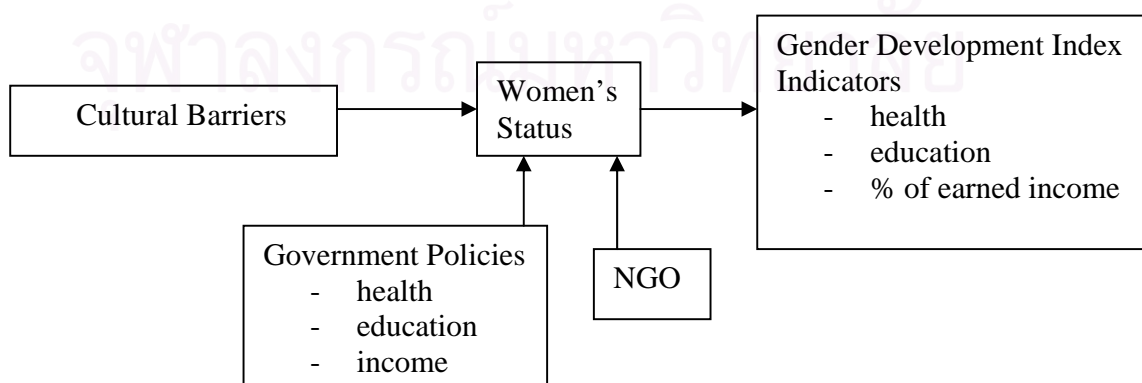 จุฬาลงกรณ์มหาวิทยาลัย
Cultural Barriers
Women’s
Status
Gender Development Index
Indicators
- health
- education
- % of earned income
Government Policies
- health
- education
- income
NGO